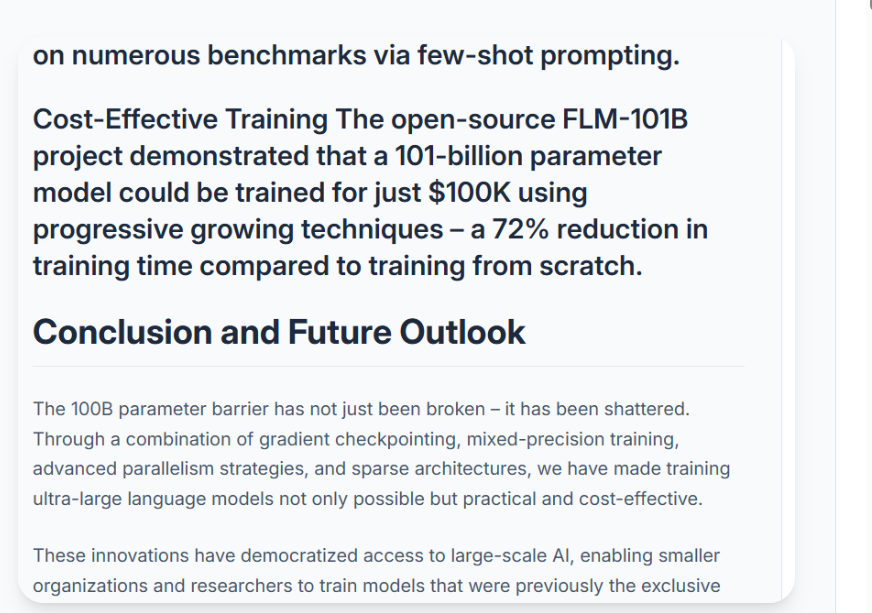 on numerous benchmarks via few-shot prompting.
Cost-Effective Training The open-source FLM-101B
project demonstrated that a 101-billion parameter
model could be trained for just $100K using
progressive growing techniques – a 72% reduction in
training time compared to training from scratch.
Conclusion and Future Outlook
The 100B parameter barrier has not just been broken – it has been shattered.
Through a combination of gradient checkpointing, mixed-precision training,
advanced parallelism strategies, and sparse architectures, we have made training
ultra-large language models not only possible but practical and cost-effective.
These innovations have democratized access to large-scale AI, enabling smaller
organizations and researchers to train models that were previously the exclusive